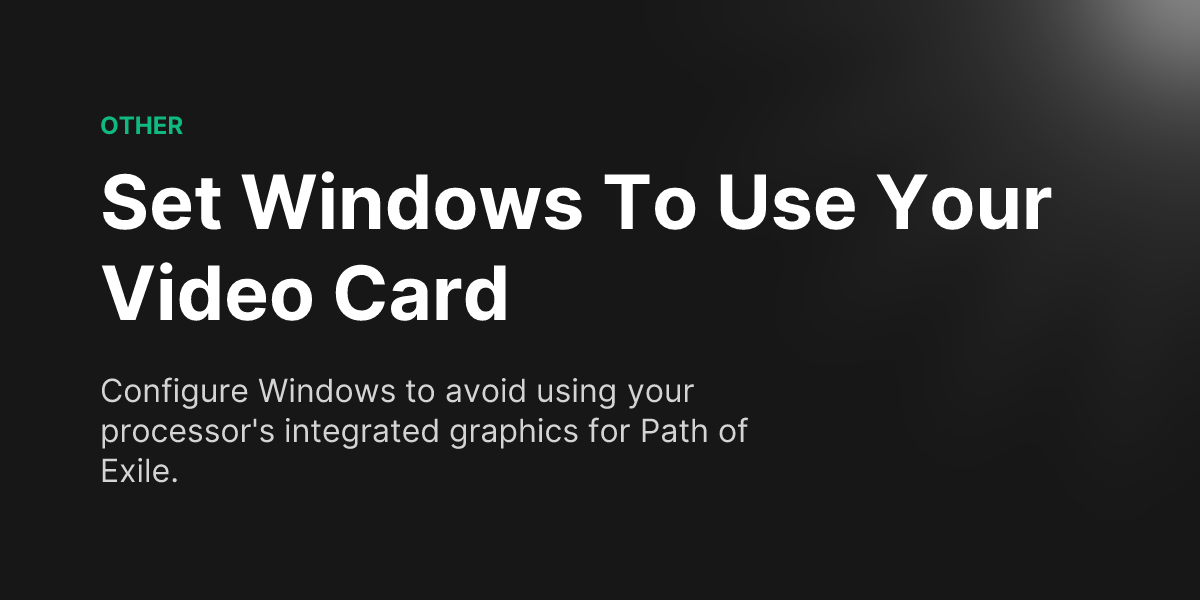 OTHER
Set Windows To Use Your
Video Card
Configure Windows to avoid using your
processor's integrated graphics for Path of
Exile.